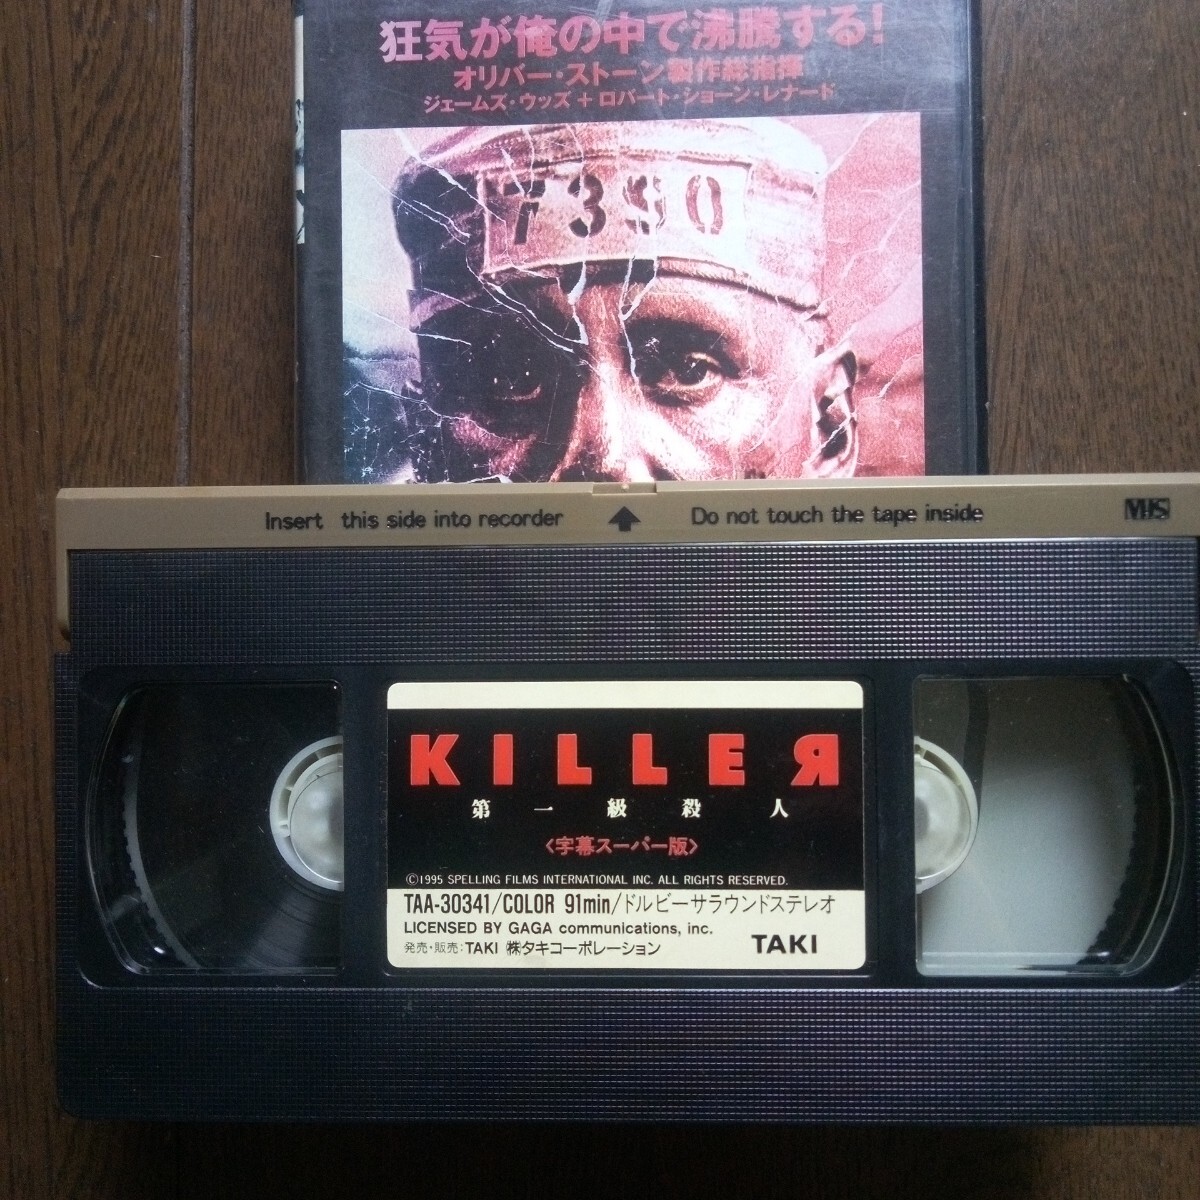 狂気が俺の中で沸騰する!
オリバー・ストーン製作総指揮
ジェームズ・ウッズ+ロバート・ショーン・レナード
7390
Insert this side into recorder
Do not touch the tape inside
VHS
KILLEЯ
第一級殺人
〈字幕スーパー版〉
©1995 SPELLING FILMS INTERNATIONAL INC. ALL RIGHTS RESERVED.
TAA-30341/COLOR 91min/ドルビーサラウンドステレオ
LICENSED BY GAGA communications, inc.
発売・販売:TAKI ㈱タキコーポレーション
TAKI